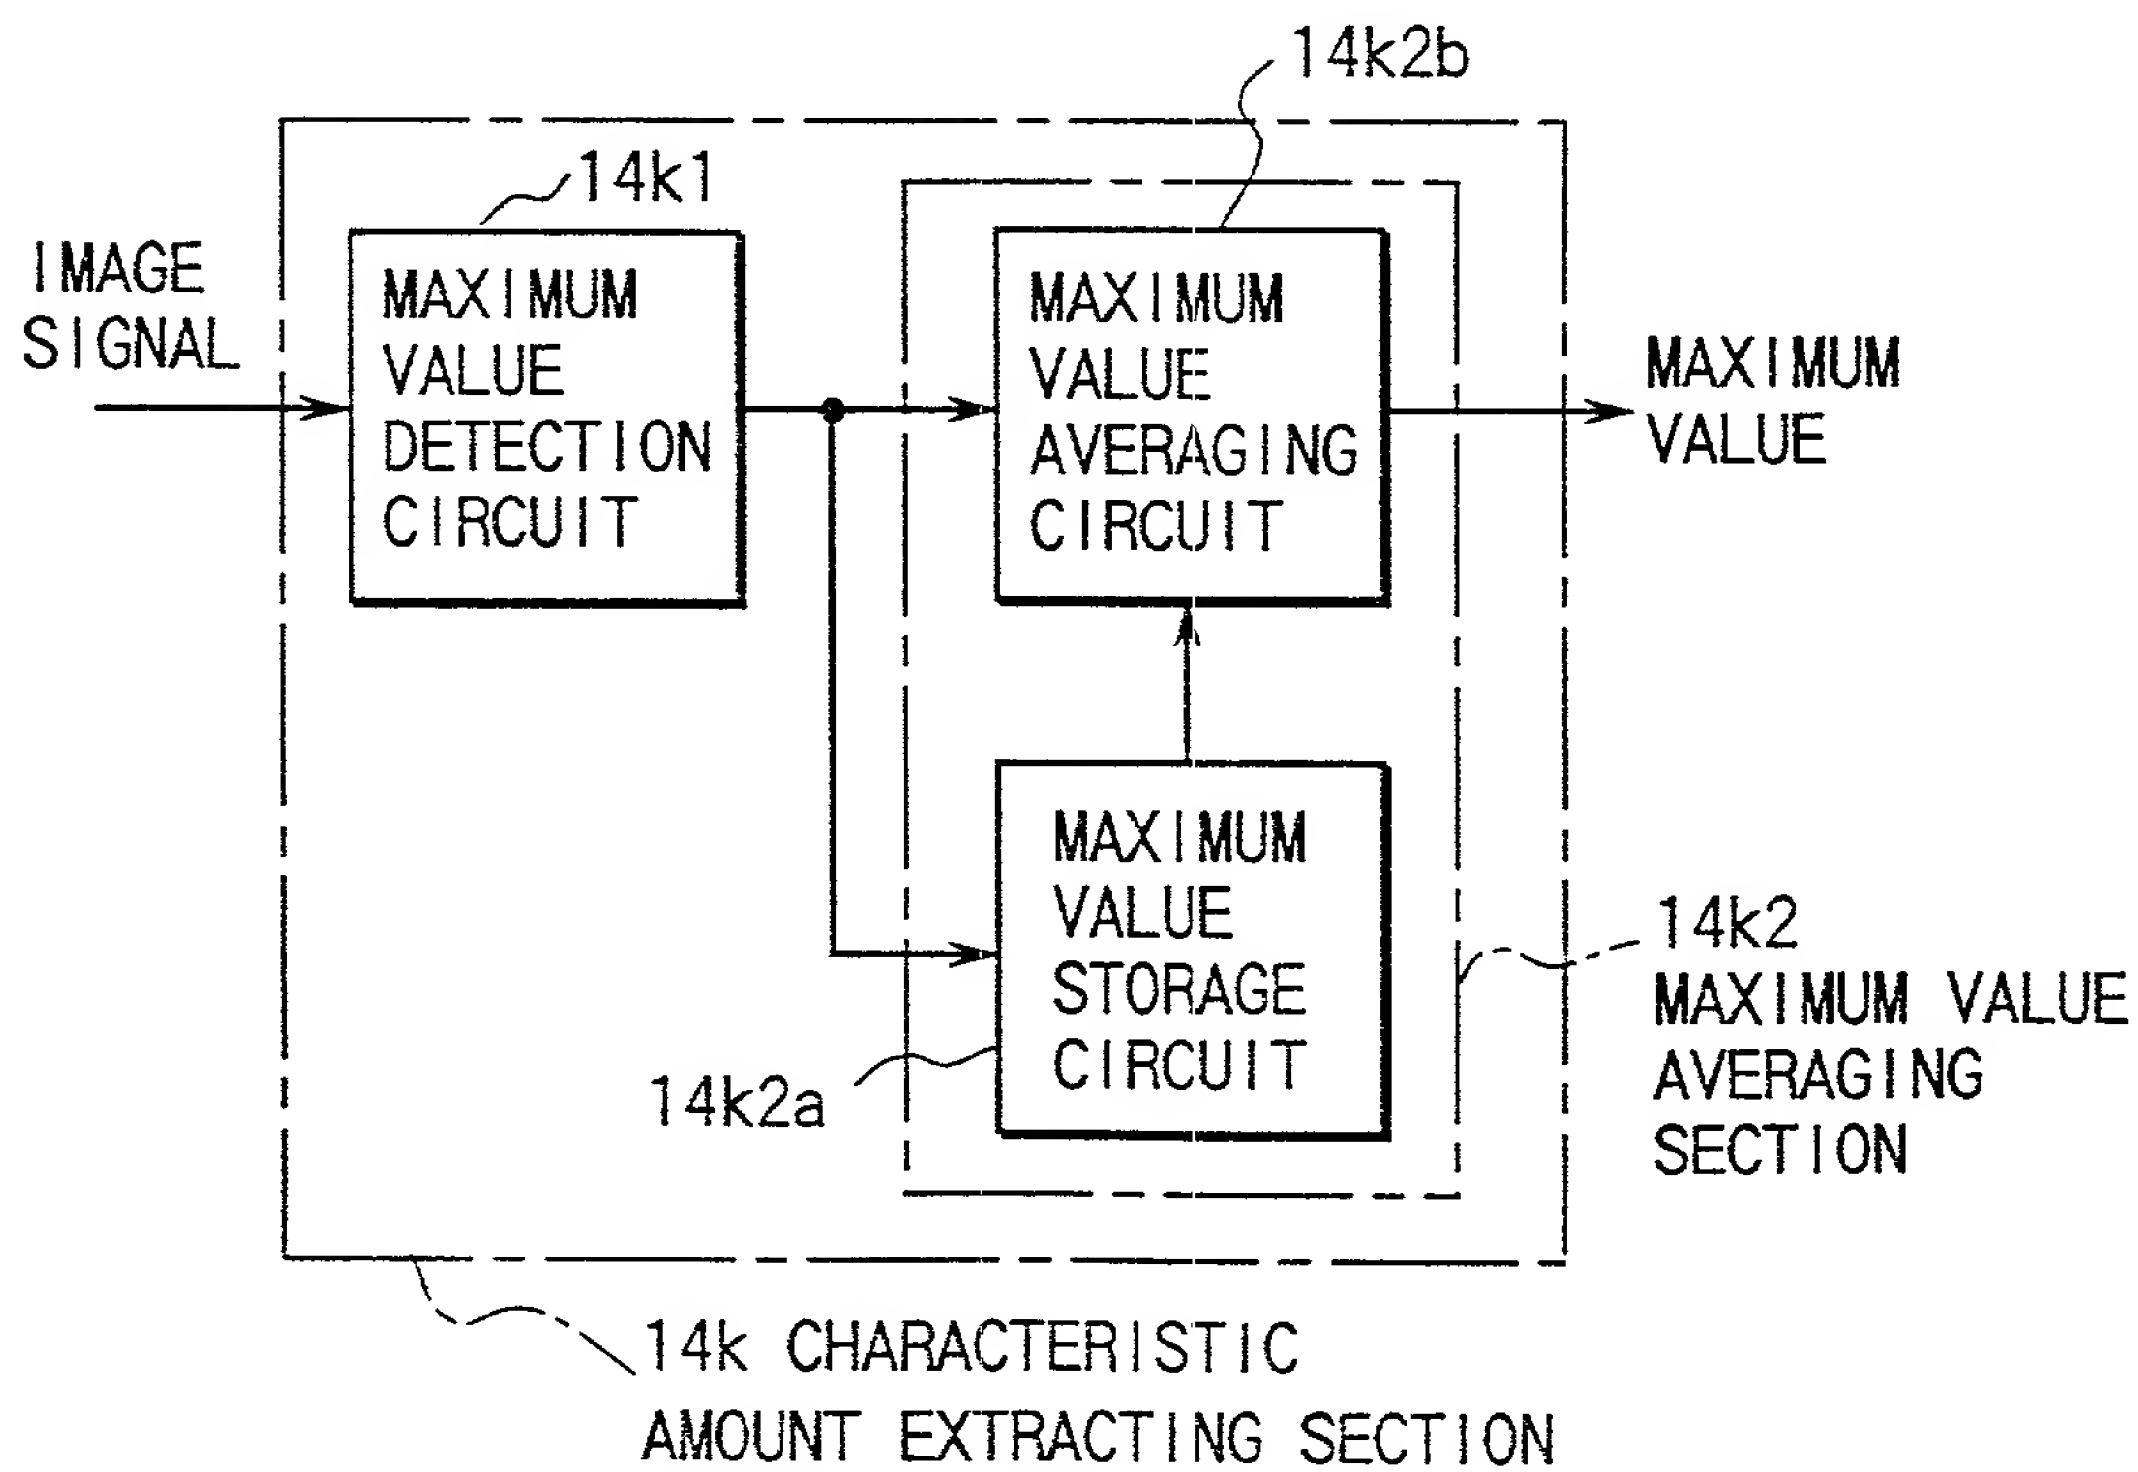 14k2b
14k1
IMAGE
SIGNAL
MAXIMUM
VALUE
DETECTION
CIRCUIT
MAXIMUM
VALUE
AVERAGING
CIRCUIT
MAXIMUM
VALUE
MAXIMUM
VALUE
STORAGE
CIRCUIT
14k2a
14k2
MAXIMUM VALUE
AVERAGING
SECTION
14k CHARACTERISTIC
AMOUNT EXTRACTING SECTION